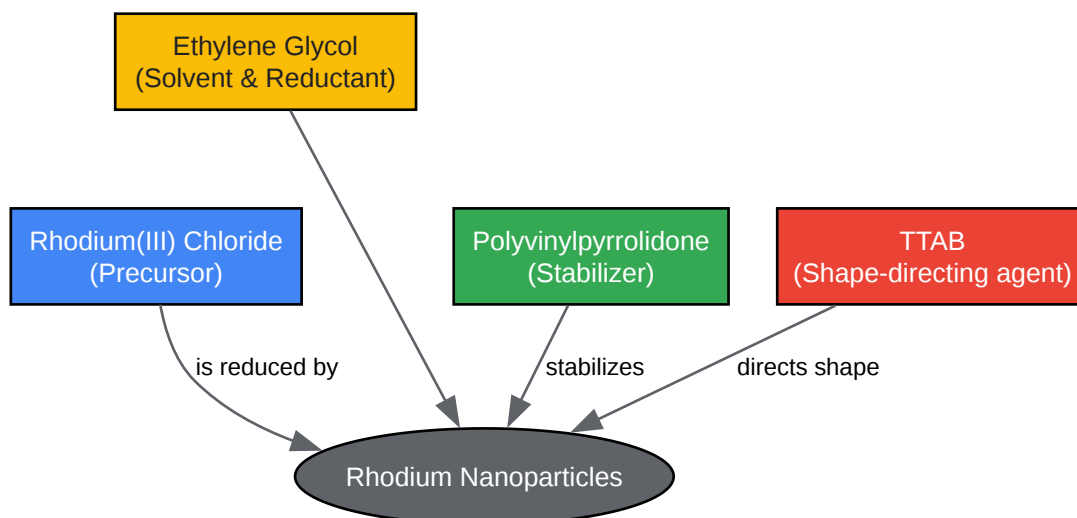 Ethylene Glycol
(Solvent & Reductant)
Rhodium(III) Chloride
(Precursor)
Polyvinylpyrrolidone
(Stabilizer)
TTAB
(Shape-directing agent)
is reduced by
stabilizes
directs shape
Rhodium Nanoparticles